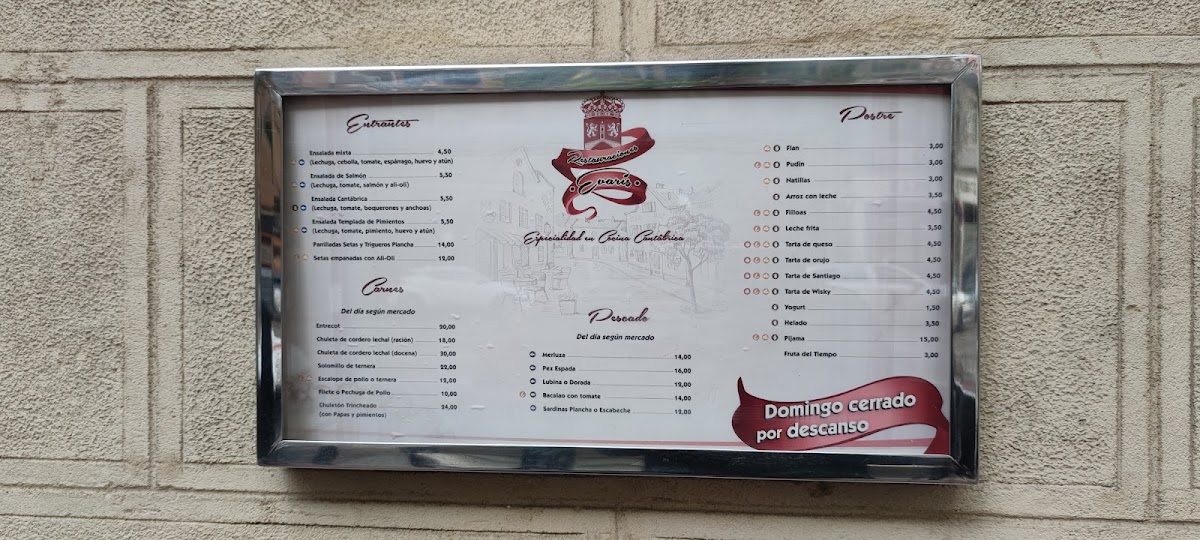 Entrantes
Ensalada mixta 4,50
(Lechuga, cebolla, tomate, espárrago, huevo y atún)
Ensalada de Salmón 5,50
(Lechuga, tomate, salmón y ali-oli)
Ensalada Cantábrica 5,50
(Lechuga, tomate, boquerones y anchoas)
Ensalada Templada de Pimientos 5,50
(Lechuga, tomate, pimiento, huevo y atún)
Parrilladas Setas y Trigueros Plancha 14,00
Setas empanadas con Ali-Oli 12,00
Carnes
Del día según mercado
Entrecot 20,00
Chuleta de cordero lechal (ración) 18,00
Chuleta de cordero lechal (docena) 30,00
Solomillo de ternera 22,00
Escalope de pollo o ternera 12,00
Filete o Pechuga de Pollo 10,00
Chuletón Trincheado 24,00
(con Papas y pimientos)
Restauraciones
Evaris
Especialidad en Cocina Cantábrica
Pescado
Del día según mercado
Merluza 14,00
Pex Espada 16,00
Lubina o Dorada 12,00
Bacalao con tomate 14,00
Sardinas Plancha o Escabeche 12,00
Postre
Flan 3,00
Pudin 3,00
Natillas 3,00
Arroz con leche 3,50
Filloas 4,50
Leche frita 3,50
Tarta de queso 4,50
Tarta de orujo 4,50
Tarta de Santiago 4,50
Tarta de Wisky 4,50
Yogurt 1,50
Helado 3,50
Pijama 15,00
Fruta del Tiempo 3,00
Domingo cerrado
por descanso